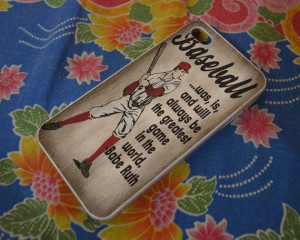 Baseball
...was, is,
and will
always be
the greatest
game
in the
world.
Babe Ruth